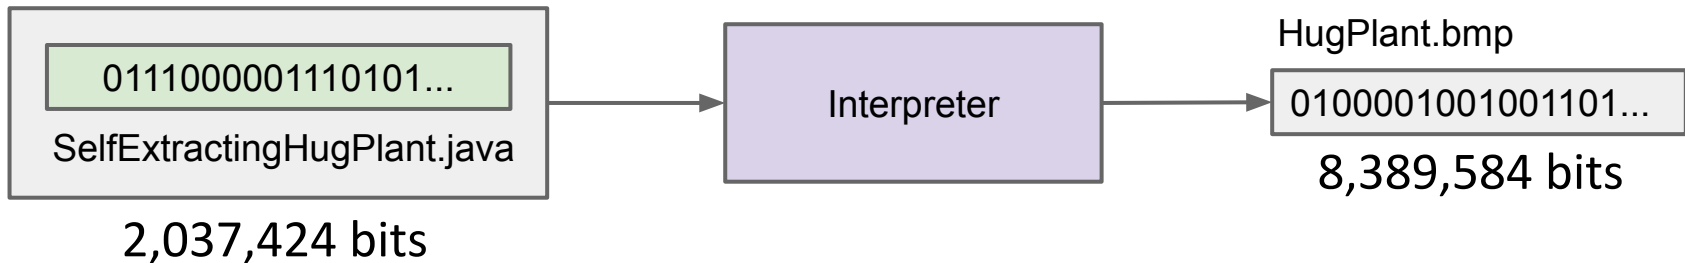 0111000001110101...
SelfExtractingHugPlant.java
2,037,424 bits
Interpreter
HugPlant.bmp
0100001001001101...
8,389,584 bits